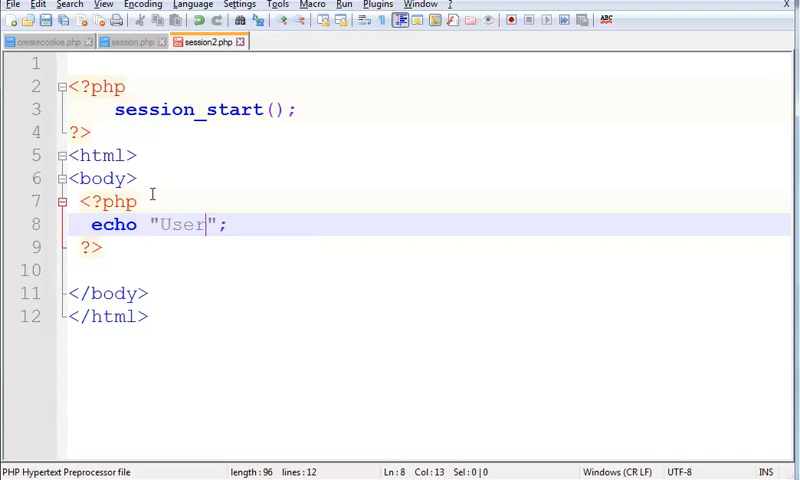 File Edit Search View Encoding Language Settings Tools Macro Run Plugins Window ? X
ABC
createcookie.php session.php session2.php
1
2 <?php
3 session_start();
4 ?>
5 <html>
6 <body>
7 <?php
8 echo "User";
9 ?>
10
11 </body>
12 </html>
PHP Hypertext Preprocessor file length : 96 lines : 12 Ln : 8 Col : 13 Sel : 0 | 0 Windows (CR LF) UTF-8 INS